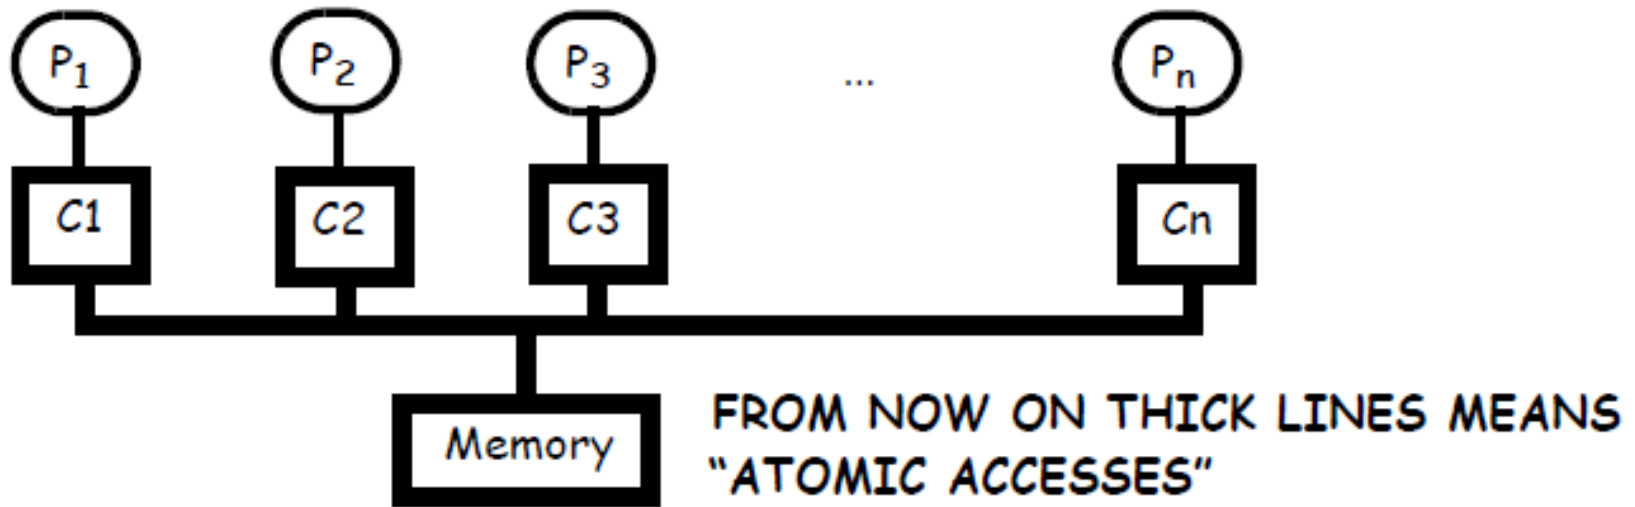 P1 P2 P3 ... Pn
C1 C2 C3 Cn
Memory
FROM NOW ON THICK LINES MEANS
“ATOMIC ACCESSES”